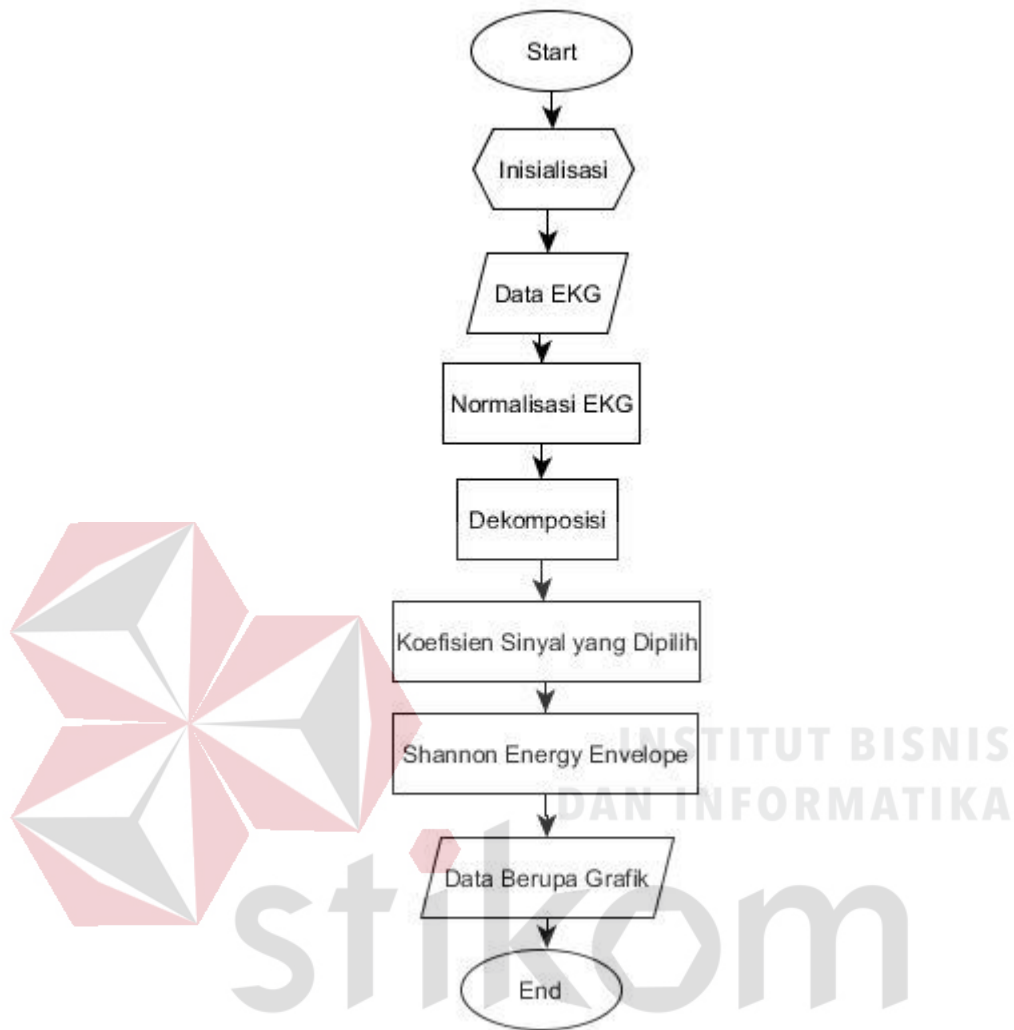 Start
Inisialisasi
Data EKG
Normalisasi EKG
Dekomposisi
Koefisien Sinyal yang Dipilih
Shannon Energy Envelope
INSTITUT BISNIS
DAN INFORMATIKA
Data Berupa Grafik
stikom
End